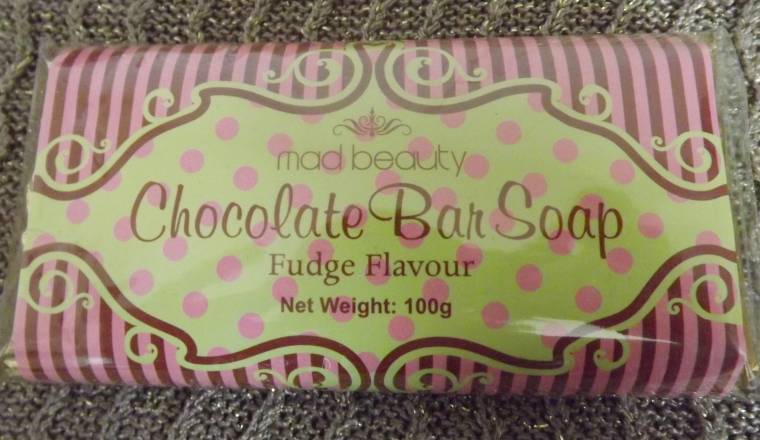 mad beauty
Chocolate Bar Soap
Fudge Flavour
Net Weight: 100g